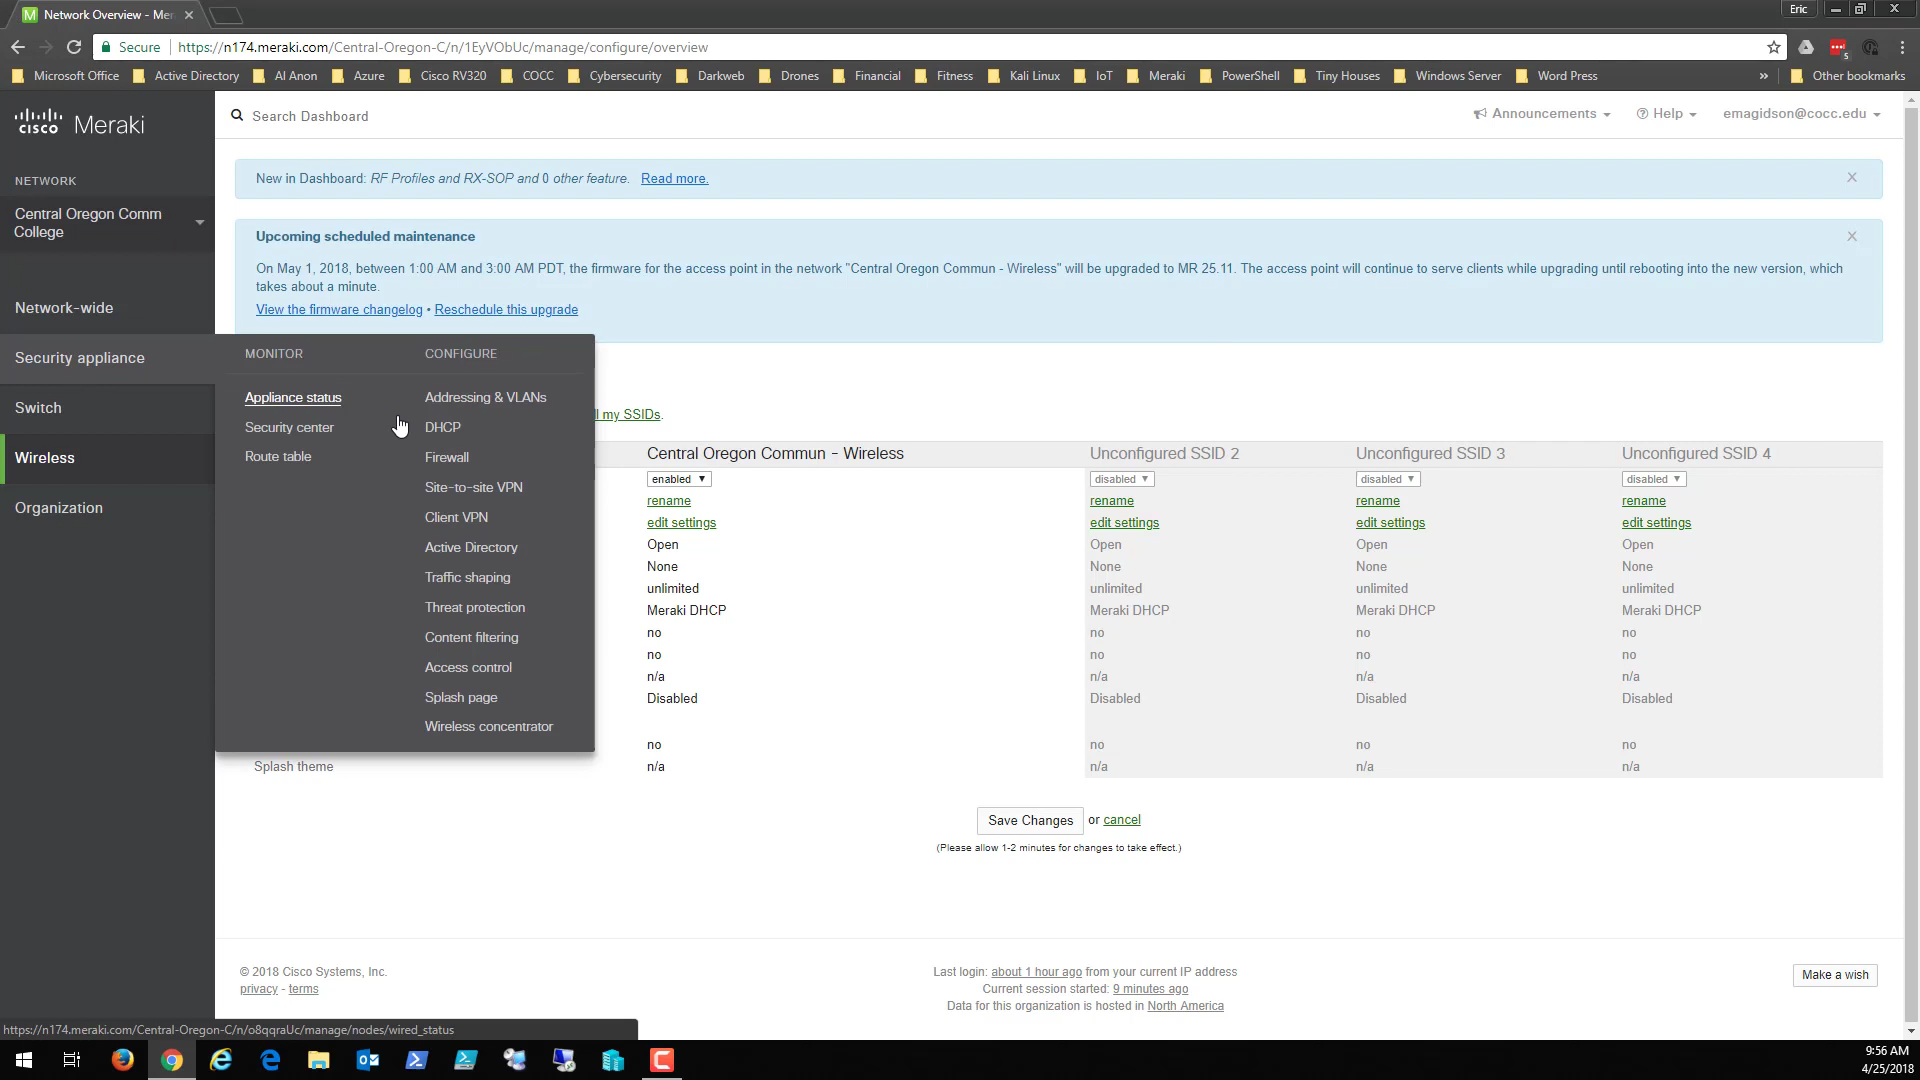 Network Overview - Mer
Eric
Secure
https://n174.meraki.com/Central-Oregon-C/n/1EyVObUc/manage/configure/overview
5
Microsoft Office
Active Directory
AI Anon
Azure
Cisco RV320
COCC
Cybersecurity
Darkweb
Drones
Financial
Fitness
Kali Linux
IoT
Meraki
PowerShell
Tiny Houses
Windows Server
Word Press
»
Other bookmarks
CISCO Meraki
Search Dashboard
Announcements
Help
emagidson@cocc.edu
NETWORK
Central Oregon Comm
College
Network-wide
Security appliance
Switch
Wireless
Organization
New in Dashboard: RF Profiles and RX-SOP and 0 other feature. Read more.
Upcoming scheduled maintenance
On May 1, 2018, between 1:00 AM and 3:00 AM PDT, the firmware for the access point in the network "Central Oregon Commun - Wireless" will be upgraded to MR 25.11. The access point will continue to serve clients while upgrading until rebooting into the new version, which
takes about a minute.
View the firmware changelog • Reschedule this upgrade
MONITOR
Appliance status
Security center
Route table
CONFIGURE
Addressing & VLANs
DHCP
Firewall
Site-to-site VPN
Client VPN
Active Directory
Traffic shaping
Threat protection
Content filtering
Access control
Splash page
Wireless concentrator
l my SSIDs.
Central Oregon Commun - Wireless
Unconfigured SSID 2
Unconfigured SSID 3
Unconfigured SSID 4
enabled
disabled
disabled
disabled
rename
rename
rename
rename
edit settings
edit settings
edit settings
edit settings
Open
Open
Open
Open
None
None
None
None
unlimited
unlimited
unlimited
unlimited
Meraki DHCP
Meraki DHCP
Meraki DHCP
Meraki DHCP
no
no
no
no
no
no
no
no
n/a
n/a
n/a
n/a
Disabled
Disabled
Disabled
Disabled
no
no
no
no
Splash theme
n/a
n/a
n/a
n/a
Save Changes or cancel
(Please allow 1-2 minutes for changes to take effect.)
© 2018 Cisco Systems, Inc.
privacy - terms
Last login: about 1 hour ago from your current IP address
Current session started: 9 minutes ago
Data for this organization is hosted in North America
Make a wish
https://n174.meraki.com/Central-Oregon-C/n/o8qqraUc/manage/nodes/wired_status
9:56 AM
4/25/2018